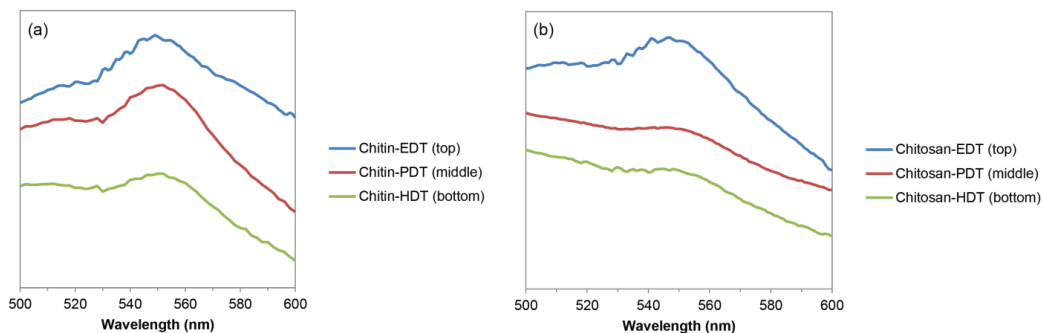 (a)
Chitin-EDT (top)
Chitin-PDT (middle)
Chitin-HDT (bottom)
500 520 540 560 580 600
Wavelength (nm)
(b)
Chitosan-EDT (top)
Chitosan-PDT (middle)
Chitosan-HDT (bottom)
500 520 540 560 580 600
Wavelength (nm)